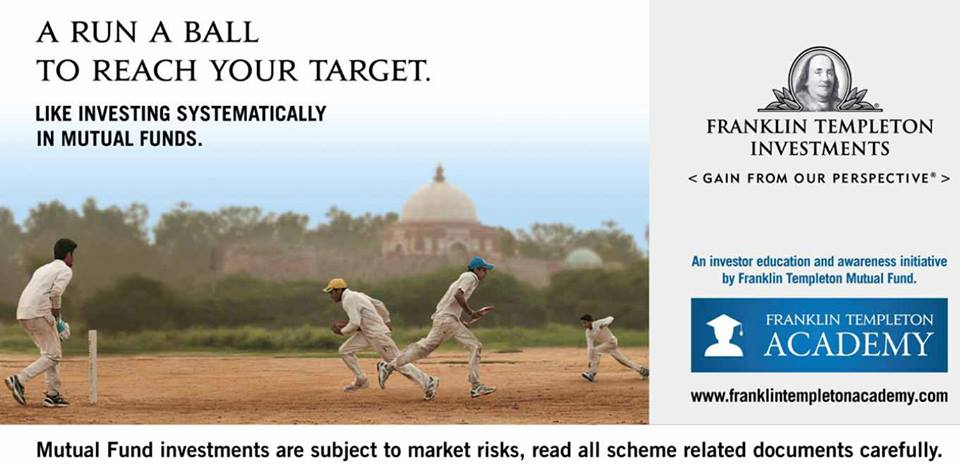 A RUN A BALL
TO REACH YOUR TARGET.
LIKE INVESTING SYSTEMATICALLY
IN MUTUAL FUNDS.
FRANKLIN TEMPLETON
INVESTMENTS
< GAIN FROM OUR PERSPECTIVE® >
An investor education and awareness initiative
by Franklin Templeton Mutual Fund.
FRANKLIN TEMPLETON
ACADEMY
www.franklintempletonacademy.com
Mutual Fund investments are subject to market risks, read all scheme related documents carefully.